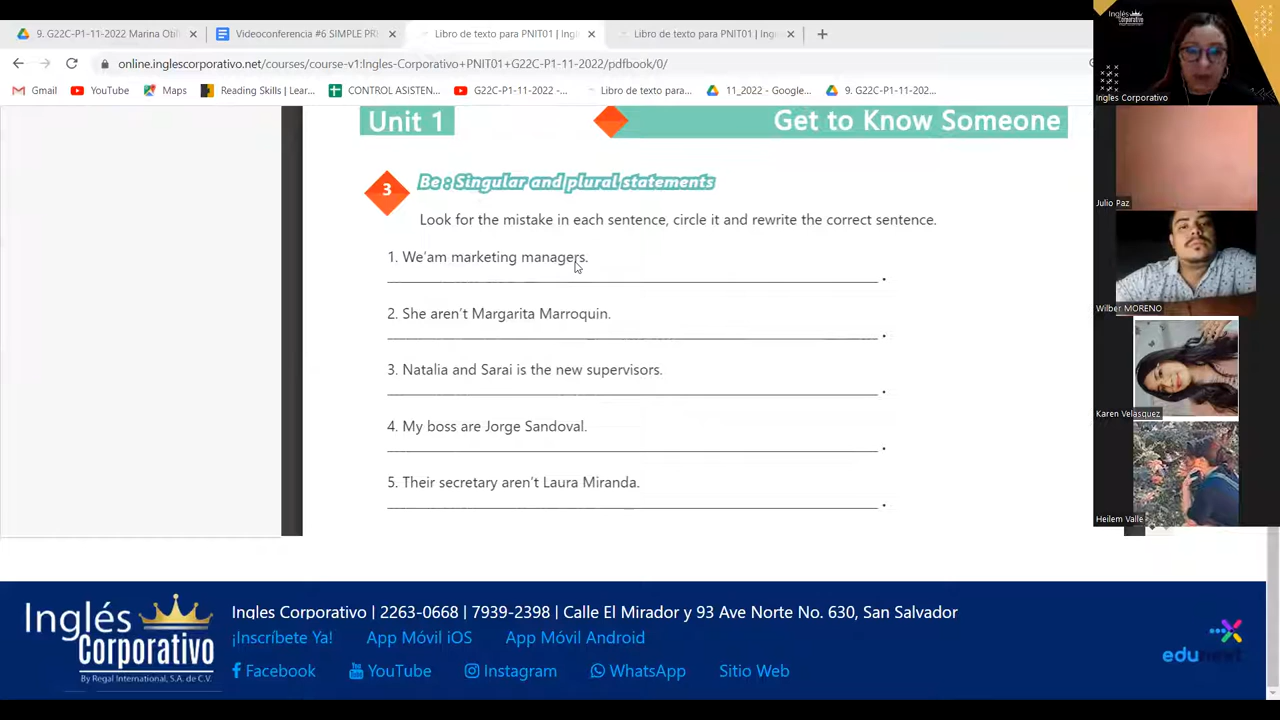 9. G22C-P1-11-2022 Marina Otili
Videoconferencia #6 SIMPLE PR
Libro de texto para PNIT01 | Ingl
Libro de texto para PNIT01 | Ing
online.inglescorporativo.net/courses/course-v1:Ingles-Corporativo+PNIT01+G22C-P1-11-2022/pdfbook/0/
Gmail
YouTube
Maps
Reading Skills | Lear...
CONTROL ASISTEN...
G22C-P1-11-2022 -...
Libro de texto para...
11_2022 - Google...
9. G22C-P1-11-202...
Unit 1
Get to Know Someone
3
Be : Singular and plural statements
Look for the mistake in each sentence, circle it and rewrite the correct sentence.
1. We'am marketing managers.
2. She aren't Margarita Marroquin.
3. Natalia and Sarai is the new supervisors.
4. My boss are Jorge Sandoval.
5. Their secretary aren't Laura Miranda.
Inglés
Corporativo
Ingles Corporativo
Julio Paz
Wilber MORENO
Karen Velasquez
Heilem Valle
Inglés
Corporativo
By Regal International, S.A. de C.V.
Ingles Corporativo | 2263-0668 | 7939-2398 | Calle El Mirador y 93 Ave Norte No. 630, San Salvador
¡Inscríbete Ya!
App Móvil iOS
App Móvil Android
Facebook
YouTube
Instagram
WhatsApp
Sitio Web
edunext